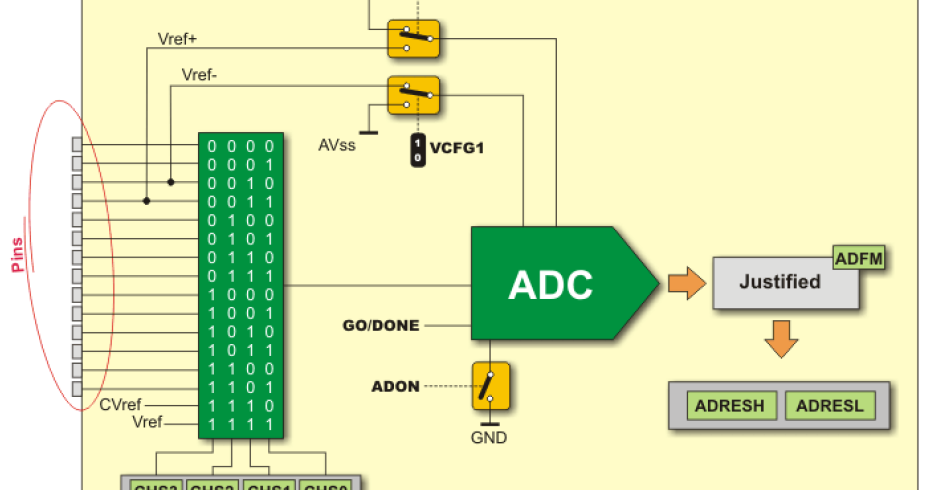 Vref+
Vref-
AVss
1
0
VCFG1
Pins
0 0 0 0
0 0 0 1
0 0 1 0
0 0 1 1
0 1 0 0
0 1 0 1
0 1 1 0
0 1 1 1
1 0 0 0
1 0 0 1
1 0 1 0
1 0 1 1
1 1 0 0
1 1 0 1
CVref 1 1 1 0
Vref 1 1 1 1
ADC
ADFM
Justified
GO/DONE
ADON
GND
ADRESH ADRESL
CHS3 CHS2 CHS1 CHS0